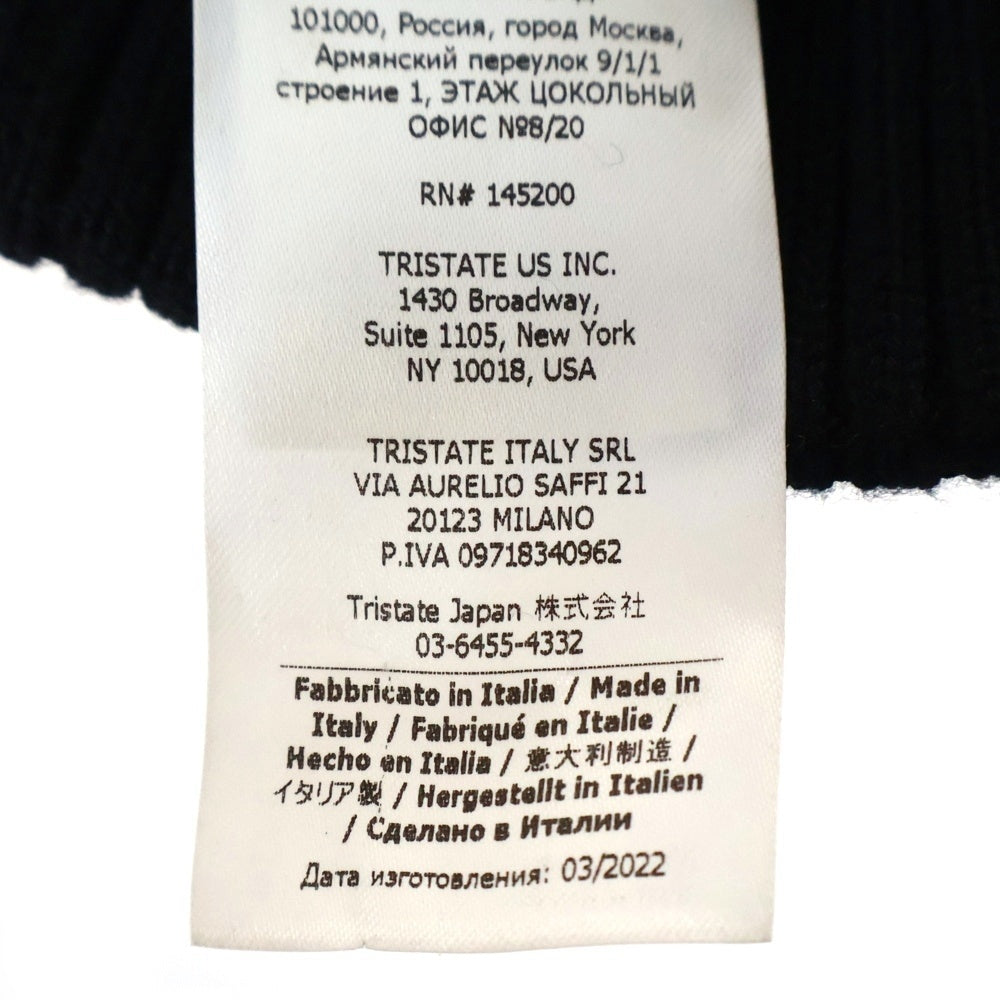 101000, Россия, город Москва,
Армянский переулок 9/1/1
строение 1, ЭТАЖ ЦОКОЛЬНЫЙ
ОФИС №8/20
RN# 145200
TRISTATE US INC.
1430 Broadway,
Suite 1105, New York
NY 10018, USA
TRISTATE ITALY SRL
VIA AURELIO SAFFI 21
20123 MILANO
P.IVA 09718340962
Tristate Japan 株式会社
03-6455-4332
Fabbricato in Italia / Made in
Italy / Fabriqué en Italie /
Hecho en Italia / 意大利制造 /
イタリア製 / Hergestellt in Italien
/ Сделано в Италии
Дата изготовления: 03/2022